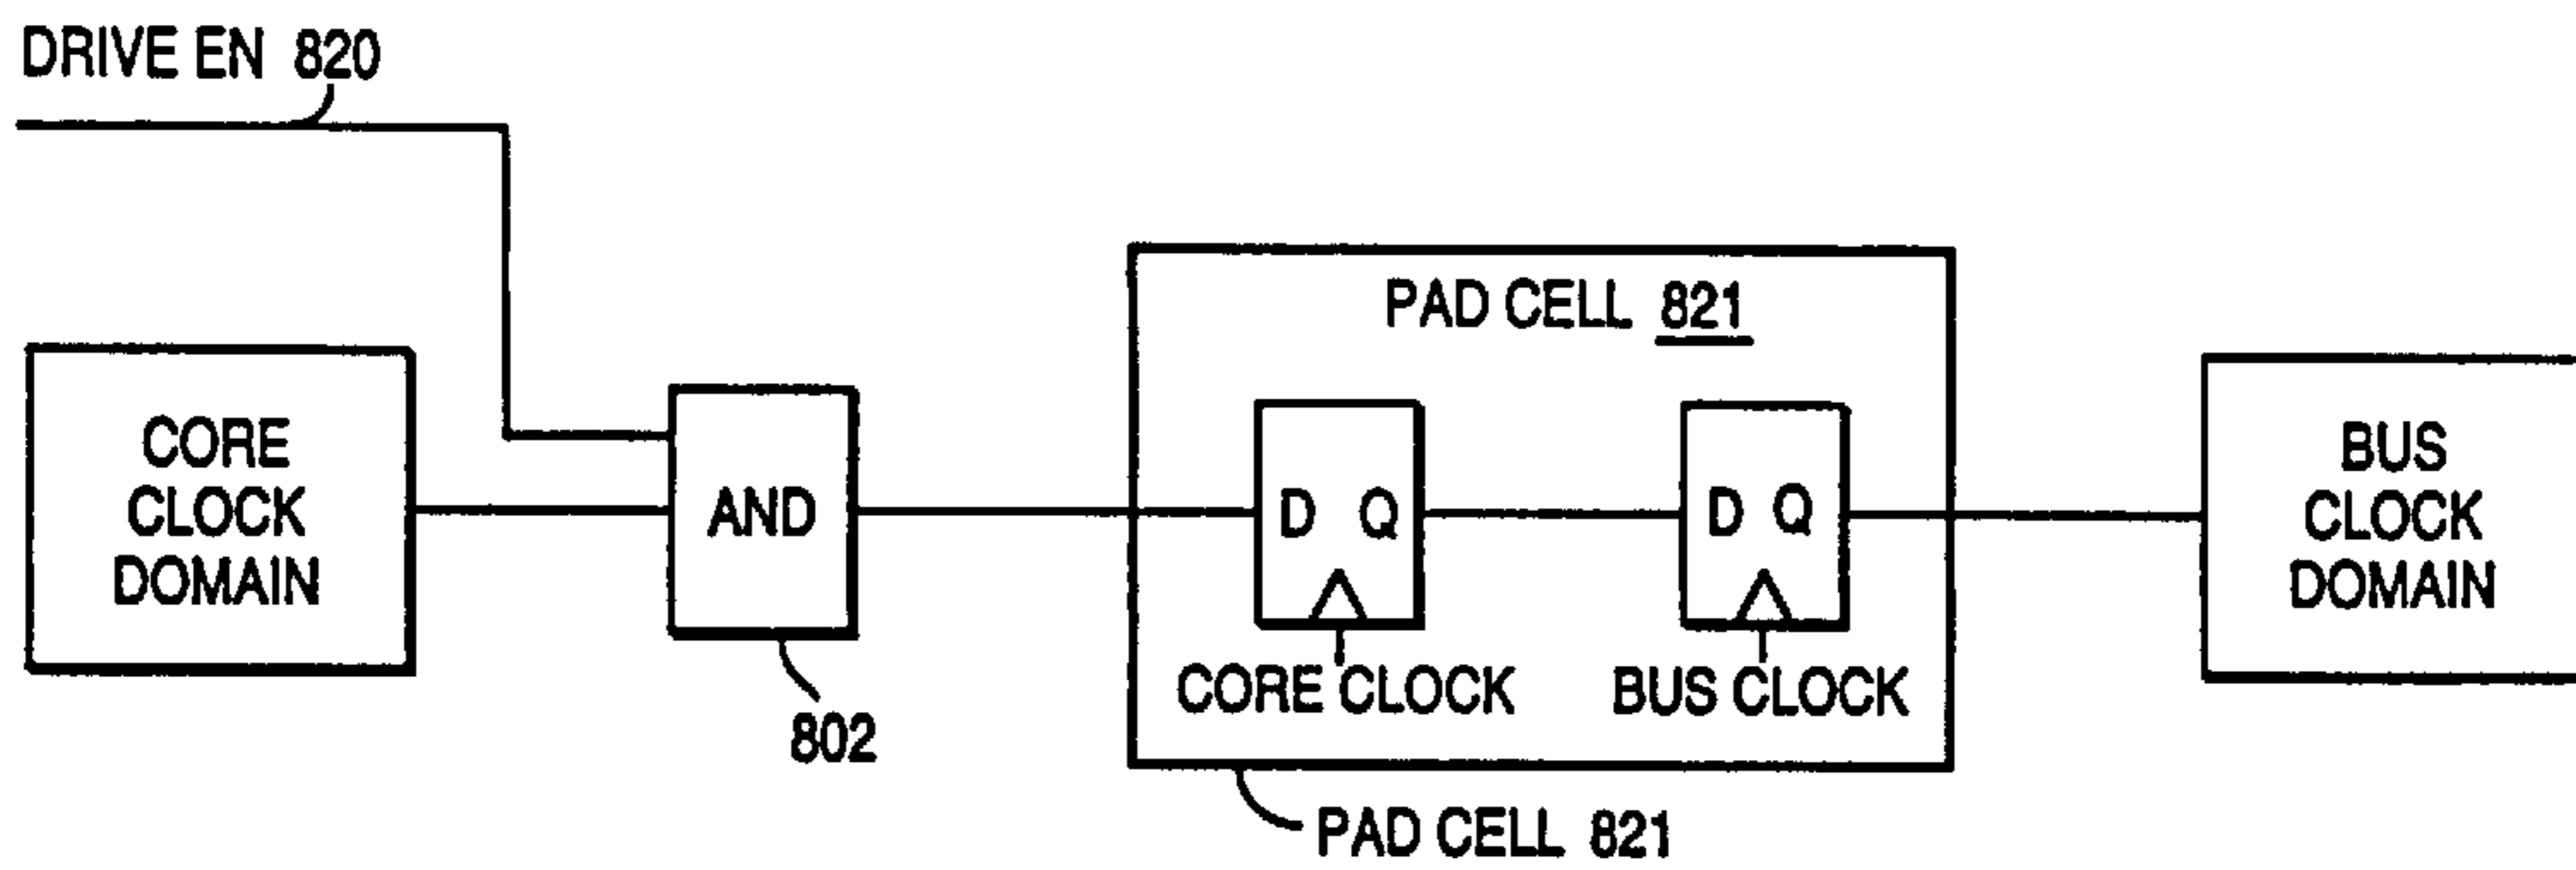 DRIVE EN 820
CORE
CLOCK
DOMAIN
AND
802
PAD CELL 821
D Q
CORE CLOCK
D Q
BUS CLOCK
PAD CELL 821
BUS
CLOCK
DOMAIN